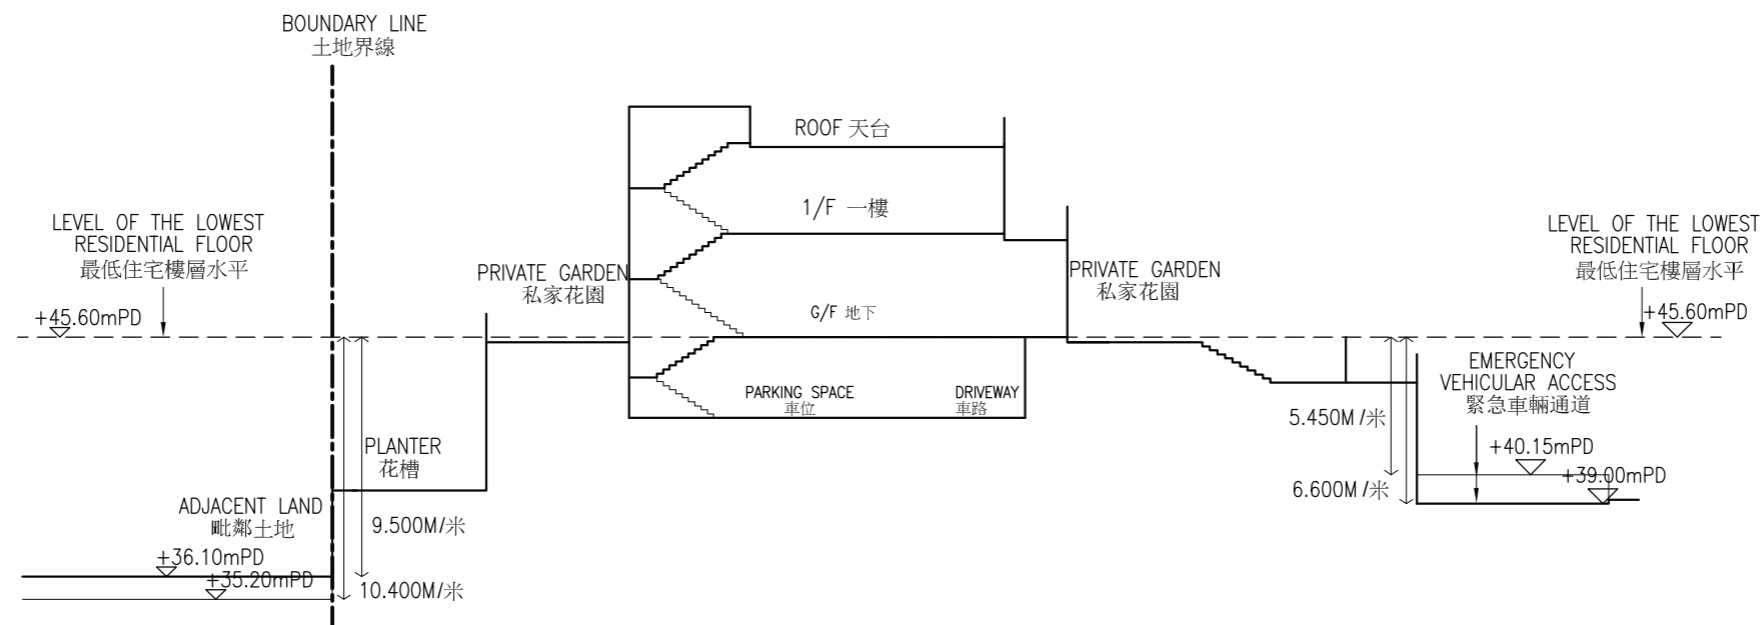 BOUNDARY LINE
土地界線
ROOF 天台
1/F 一樓
LEVEL OF THE LOWEST
RESIDENTIAL FLOOR
最低住宅樓層水平
+45.60mPD
PRIVATE GARDEN
私家花園
G/F 地下
PRIVATE GARDEN
私家花園
LEVEL OF THE LOWEST
RESIDENTIAL FLOOR
最低住宅樓層水平
+45.60mPD
PARKING SPACE
車位
DRIVEWAY
車路
EMERGENCY
VEHICULAR ACCESS
緊急車輛通道
5.450M/米
+40.15mPD
6.600M/米
+39.00mPD
PLANTER
花槽
ADJACENT LAND
毗鄰土地
9.500M/米
+36.10mPD
+35.20mPD
10.400M/米